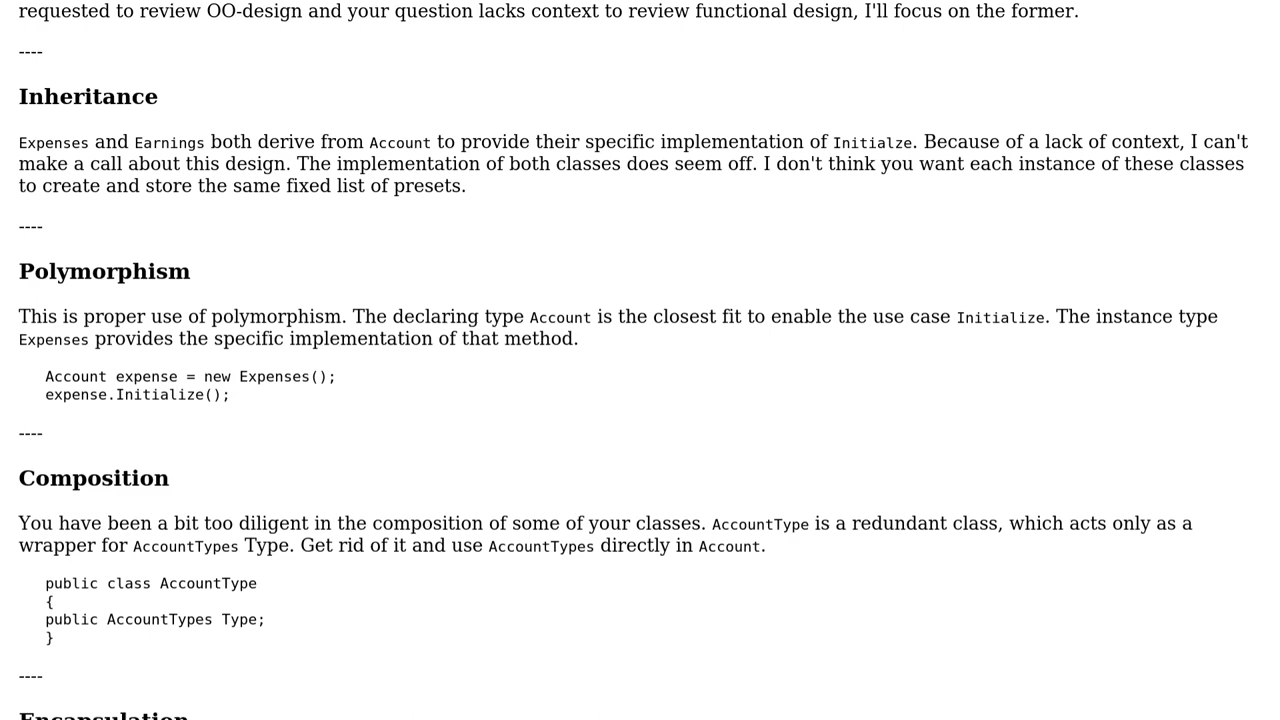 requested to review OO-design and your question lacks context to review functional design, I'll focus on the former.
----
Inheritance
Expenses and Earnings both derive from Account to provide their specific implementation of Initialze. Because of a lack of context, I can't
make a call about this design. The implementation of both classes does seem off. I don't think you want each instance of these classes
to create and store the same fixed list of presets.
----
Polymorphism
This is proper use of polymorphism. The declaring type Account is the closest fit to enable the use case Initialize. The instance type
Expenses provides the specific implementation of that method.
Account expense = new Expenses();
expense.Initialize();
----
Composition
You have been a bit too diligent in the composition of some of your classes. AccountType is a redundant class, which acts only as a
wrapper for AccountTypes Type. Get rid of it and use AccountTypes directly in Account.
public class AccountType
{
public AccountTypes Type;
}
----
Encapsulation